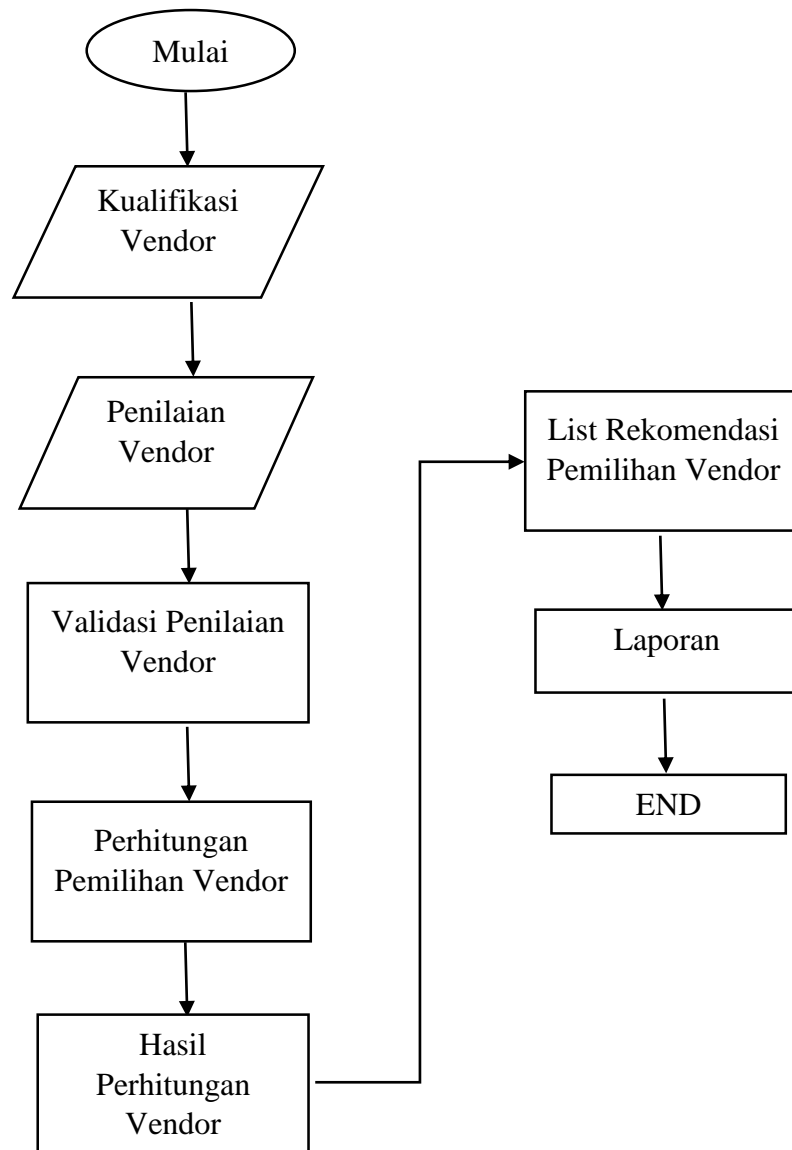 Mulai
Kualifikasi
Vendor
Penilaian
Vendor
Validasi Penilaian
Vendor
Perhitungan
Pemilihan Vendor
Hasil
Perhitungan
Vendor
List Rekomendasi
Pemilihan Vendor
Laporan
END